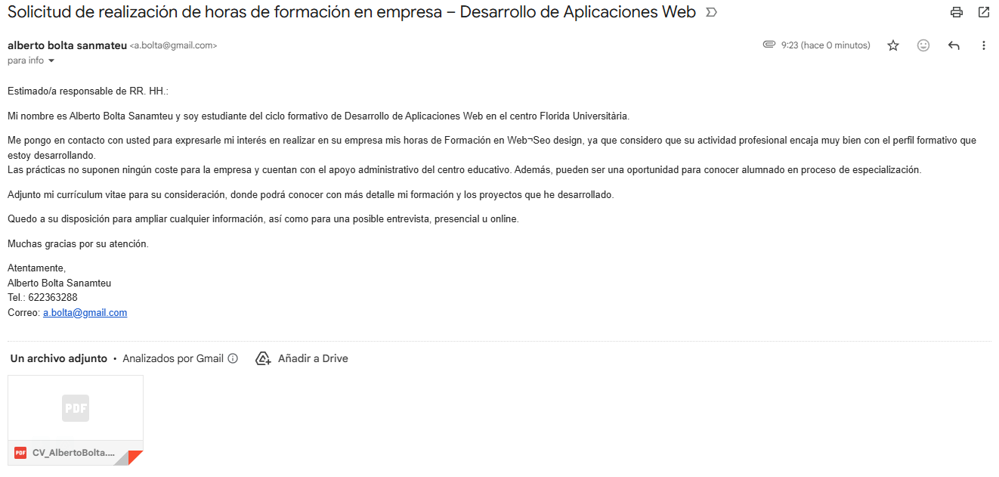 Solicitud de realización de horas de formación en empresa – Desarrollo de Aplicaciones Web
alberto bolta sanmateu <a.bolta@gmail.com>
9:23 (hace 0 minutos)
para info
Estimado/a responsable de RR. HH.:
Mi nombre es Alberto Bolta Sanamteu y soy estudiante del ciclo formativo de Desarrollo de Aplicaciones Web en el centro Florida Universitària.
Me pongo en contacto con usted para expresarle mi interés en realizar en su empresa mis horas de Formación en Web¬Seo design, ya que considero que su actividad profesional encaja muy bien con el perfil formativo que
estoy desarrollando.
Las prácticas no suponen ningún coste para la empresa y cuentan con el apoyo administrativo del centro educativo. Además, pueden ser una oportunidad para conocer alumnado en proceso de especialización.
Adjunto mi currículum vitae para su consideración, donde podrá conocer con más detalle mi formación y los proyectos que he desarrollado.
Quedo a su disposición para ampliar cualquier información, así como para una posible entrevista, presencial u online.
Muchas gracias por su atención.
Atentamente,
Alberto Bolta Sanamteu
Tel.: 622363288
Correo: a.bolta@gmail.com
Un archivo adjunto • Analizados por Gmail
Añadir a Drive
PDF
PDF CV_AlbertoBolta....